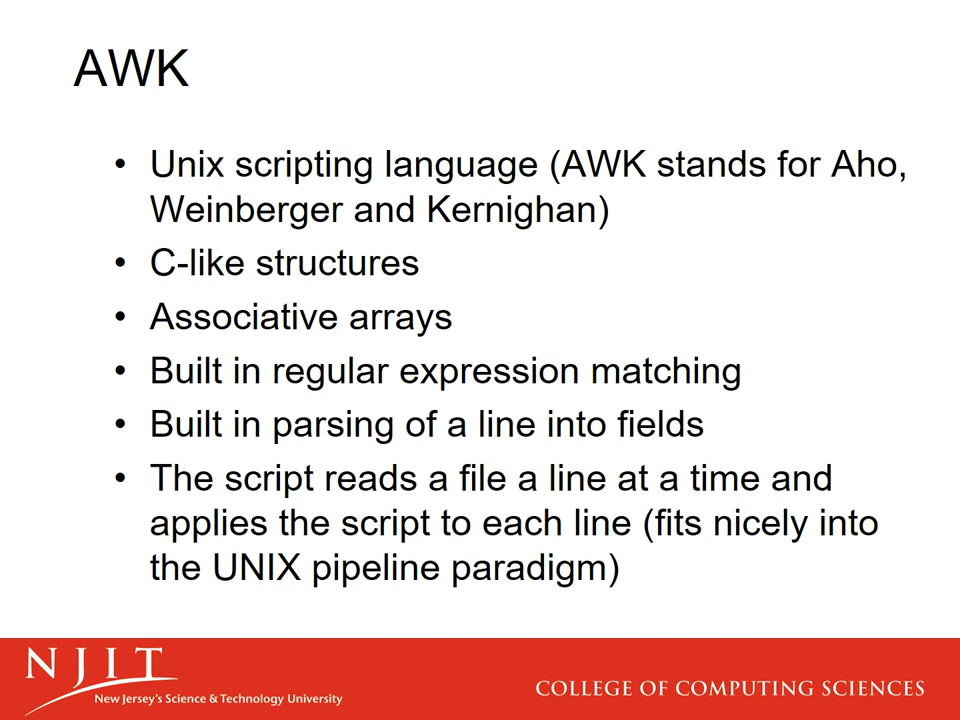 AWK
• Unix scripting language (AWK stands for Aho,
Weinberger and Kernighan)
• C-like structures
• Associative arrays
• Built in regular expression matching
• Built in parsing of a line into fields
• The script reads a file a line at a time and
applies the script to each line (fits nicely into
the UNIX pipeline paradigm)
NJIT
New Jersey's Science & Technology University
COLLEGE OF COMPUTING SCIENCES